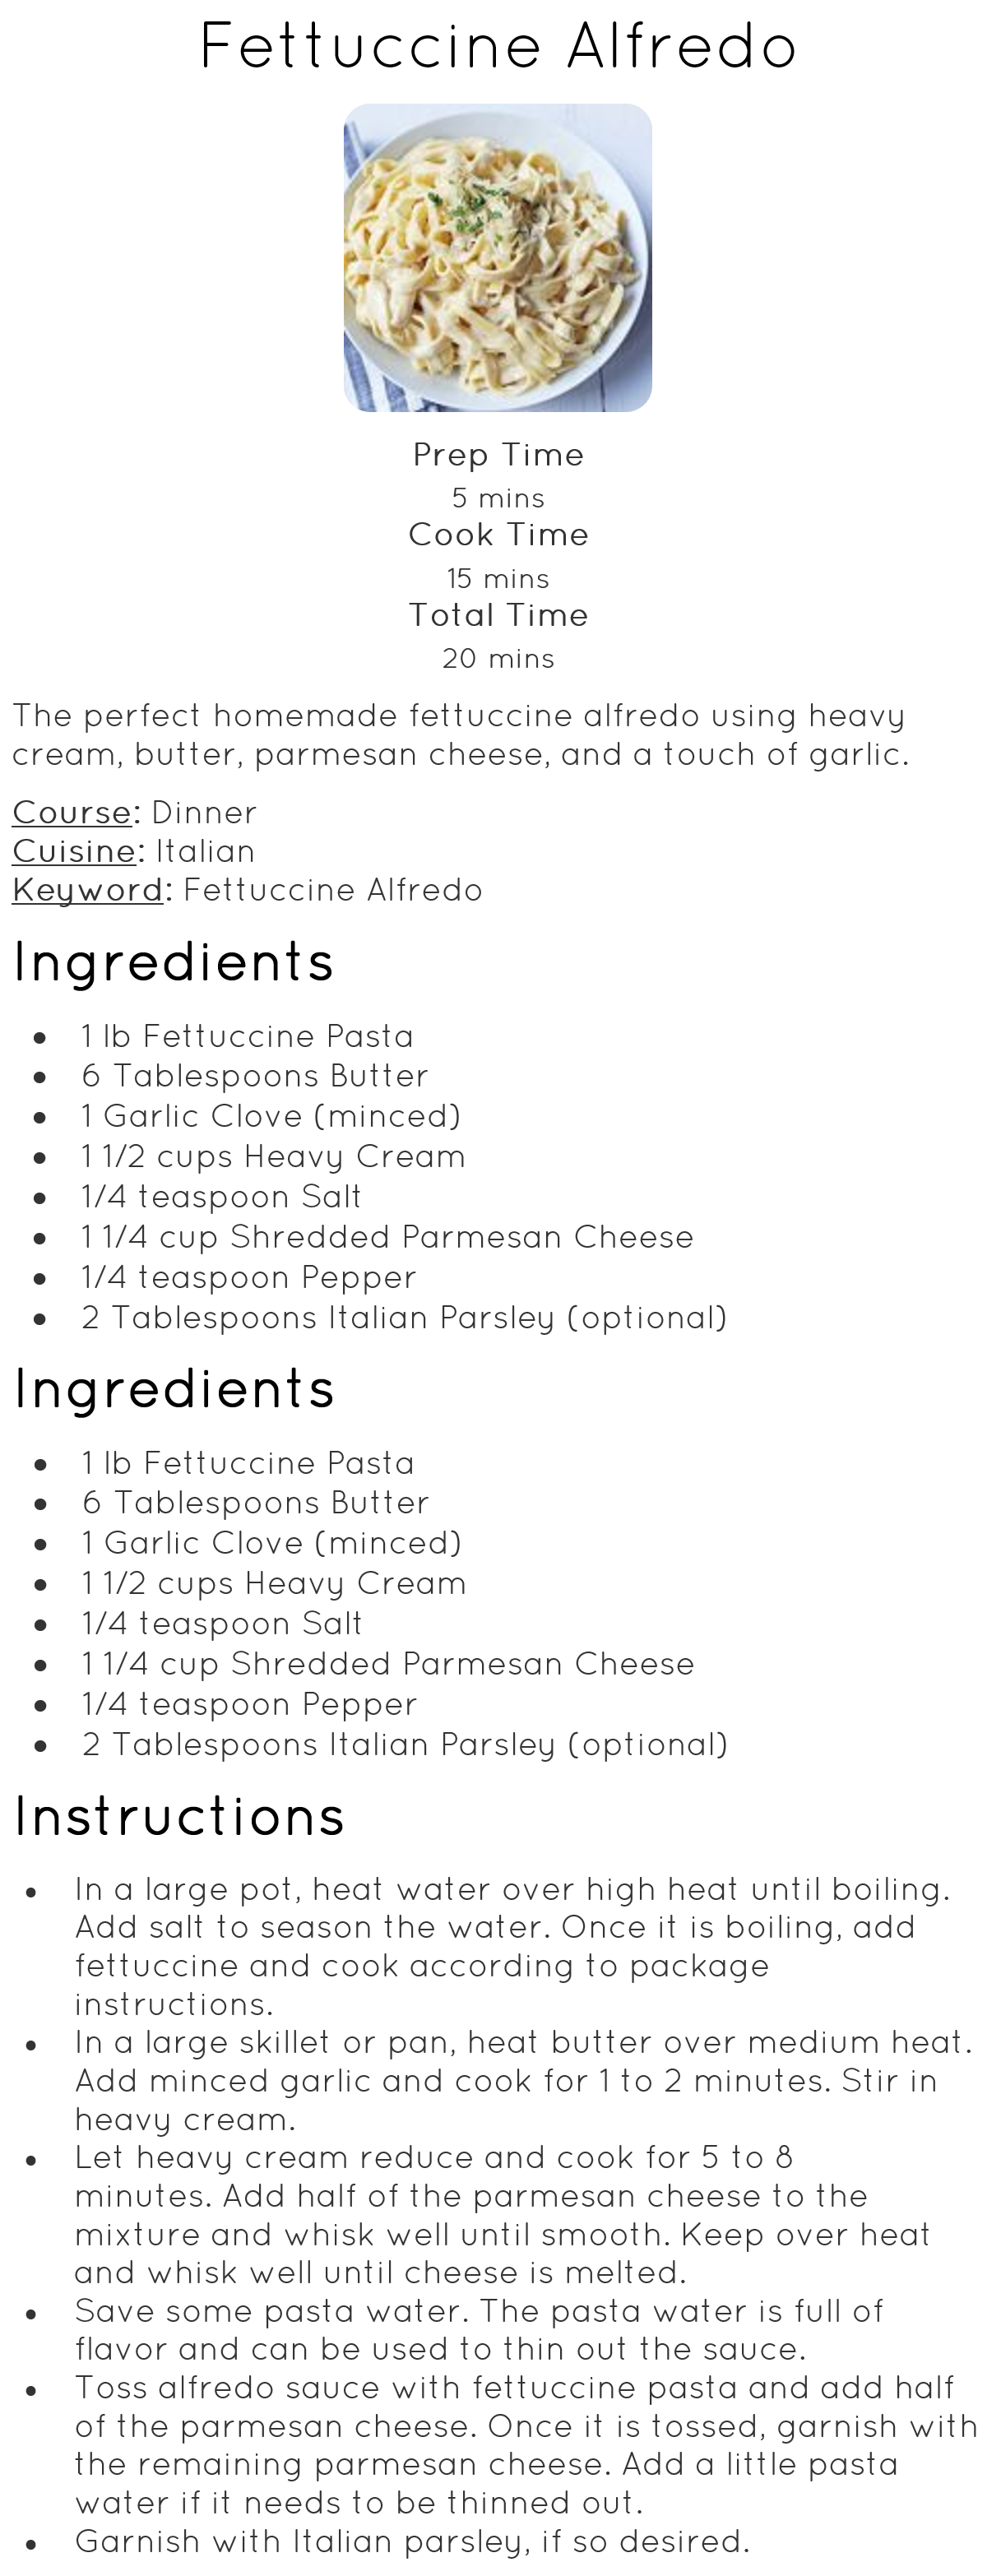 Fettuccine Alfredo
Prep Time
5 mins
Cook Time
15 mins
Total Time
20 mins
The perfect homemade fettuccine alfredo using heavy
cream, butter, parmesan cheese, and a touch of garlic.
Course: Dinner
Cuisine: Italian
Keyword: Fettuccine Alfredo
Ingredients
• 1 lb Fettuccine Pasta
• 6 Tablespoons Butter
• 1 Garlic Clove (minced)
• 1 1/2 cups Heavy Cream
• 1/4 teaspoon Salt
• 1 1/4 cup Shredded Parmesan Cheese
• 1/4 teaspoon Pepper
• 2 Tablespoons Italian Parsley (optional)
Ingredients
• 1 lb Fettuccine Pasta
• 6 Tablespoons Butter
• 1 Garlic Clove (minced)
• 1 1/2 cups Heavy Cream
• 1/4 teaspoon Salt
• 1 1/4 cup Shredded Parmesan Cheese
• 1/4 teaspoon Pepper
• 2 Tablespoons Italian Parsley (optional)
Instructions
• In a large pot, heat water over high heat until boiling.
Add salt to season the water. Once it is boiling, add
fettuccine and cook according to package
instructions.
• In a large skillet or pan, heat butter over medium heat.
Add minced garlic and cook for 1 to 2 minutes. Stir in
heavy cream.
• Let heavy cream reduce and cook for 5 to 8
minutes. Add half of the parmesan cheese to the
mixture and whisk well until smooth. Keep over heat
and whisk well until cheese is melted.
• Save some pasta water. The pasta water is full of
flavor and can be used to thin out the sauce.
• Toss alfredo sauce with fettuccine pasta and add half
of the parmesan cheese. Once it is tossed, garnish with
the remaining parmesan cheese. Add a little pasta
water if it needs to be thinned out.
• Garnish with Italian parsley, if so desired.